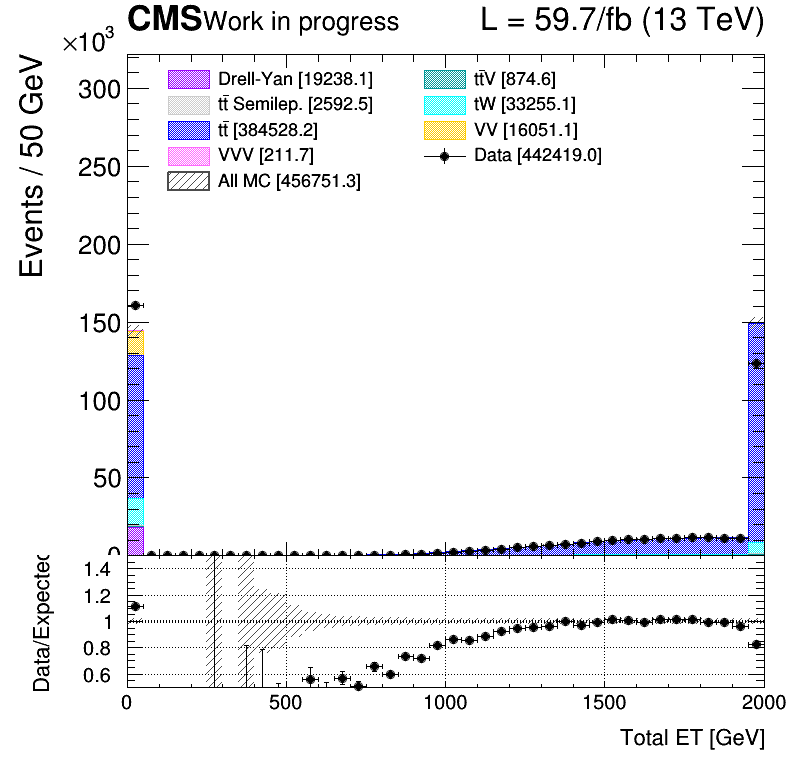 CMS Work in progress L = 59.7/fb (13 TeV)
×10³
Events / 50 GeV
300
250
200
150
100
50
0
Drell-Yan [19238.1]
tt̄ Semilep. [2592.5]
tt̄ [384528.2]
VVV [211.7]
All MC [456751.3]
tt̄V [874.6]
tW [33255.1]
VV [16051.1]
Data [442419.0]
Data/Expected
1.4
1.2
1
0.8
0.6
0 500 1000 1500 2000
Total ET [GeV]